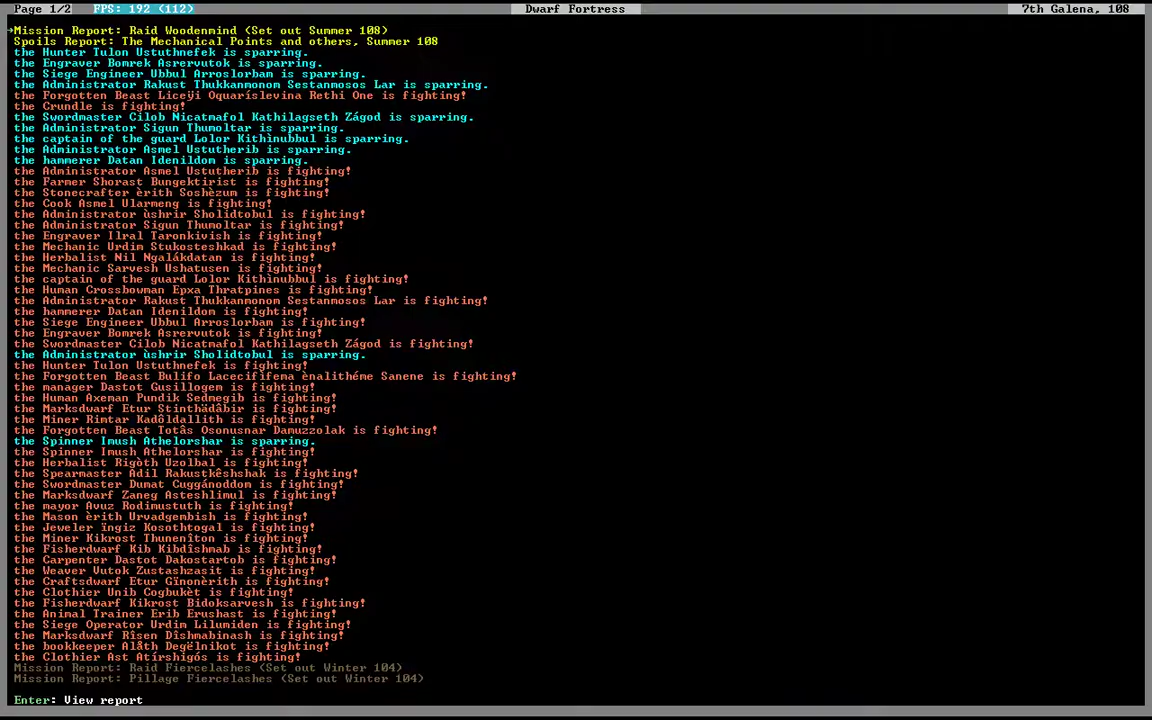 Page 1/2 FPS: 192 (112) Dwarf Fortress 7th Galena, 108
Mission Report: Raid Woodenmind (Set out Summer 108)
Spoils Report: The Mechanical Points and others, Summer 108
the Hunter Tulon Ustuthnefek is sparring.
the Engraver Bomrek Asrervutok is sparring.
the Siege Engineer Ubbul Arroslorbam is sparring.
the Administrator Rakust Thukkanmonom Sestanmosos Lar is sparring.
the Forgotten Beast Liceÿi Oquaríslevina Rethi One is fighting!
the Crundle is fighting!
the Swordmaster Cilob Nicatmafol Kathilagseth Zágod is sparring.
the Administrator Sigun Thumoltar is sparring.
the captain of the guard Lolor Kithìnubbul is sparring.
the Administrator Asmel Ustutherib is sparring.
the hammerer Datan Idenildom is sparring.
the Administrator Asmel Ustutherib is fighting!
the Farmer Shorast Bungektirist is fighting!
the Stonecrafter èrith Soshèzum is fighting!
the Cook Asmel Ularmeng is fighting!
the Administrator ùshrir Sholidtobul is fighting!
the Administrator Sigun Thumoltar is fighting!
the Engraver Ilral Taronkivish is fighting!
the Mechanic Urdim Stukosteshkad is fighting!
the Herbalist Nil Ngalákdatan is fighting!
the Mechanic Sarvesh Ushatusen is fighting!
the captain of the guard Lolor Kithìnubbul is fighting!
the Human Crossbowman Epxa Thratpines is fighting!
the Administrator Rakust Thukkanmonom Sestanmosos Lar is fighting!
the hammerer Datan Idenildom is fighting!
the Siege Engineer Ubbul Arroslorbam is fighting!
the Engraver Bomrek Asrervutok is fighting!
the Swordmaster Cilob Nicatmafol Kathilagseth Zágod is fighting!
the Administrator ùshrir Sholidtobul is sparring.
the Hunter Tulon Ustuthnefek is fighting!
the Forgotten Beast Bulifo Lacecifìfema ènalithéme Sanene is fighting!
the manager Dastot Gusillogem is fighting!
the Human Axeman Pundik Sedmegib is fighting!
the Marksdwarf Etur Stinthädâbir is fighting!
the Miner Rimtar Kadôldallith is fighting!
the Forgotten Beast Totâs Osonusnar Damuzzolak is fighting!
the Spinner Imush Athelorshar is sparring.
the Spinner Imush Athelorshar is fighting!
the Herbalist Rigòth Uzolbal is fighting!
the Spearmaster Adil Rakustkêshshak is fighting!
the Swordmaster Dumat Cuggánoddom is fighting!
the Marksdwarf Zaneg Asteshlimul is fighting!
the mayor Avuz Rodimustuth is fighting!
the Mason èrith Urvadgembish is fighting!
the Jeweler ïngiz Kosothtogal is fighting!
the Miner Kikrost Thunenîton is fighting!
the Fisherdwarf Kib Kibdîshmab is fighting!
the Carpenter Dastot Dakostartob is fighting!
the Weaver Vutok Zustashzasit is fighting!
the Craftsdwarf Etur Gïnonèrith is fighting!
the Clothier Unib Cogbukèt is fighting!
the Fisherdwarf Kikrost Bidoksarvesh is fighting!
the Animal Trainer Erib Erushast is fighting!
the Siege Operator Urdim Lilumiden is fighting!
the Marksdwarf Rîsen Dîshmabinash is fighting!
the bookkeeper Alåth Degëlnikot is fighting!
the Clothier Ast Atírshigós is fighting!
Mission Report: Raid Fiercelashes (Set out Winter 104)
Mission Report: Pillage Fiercelashes (Set out Winter 104)
Enter: View report